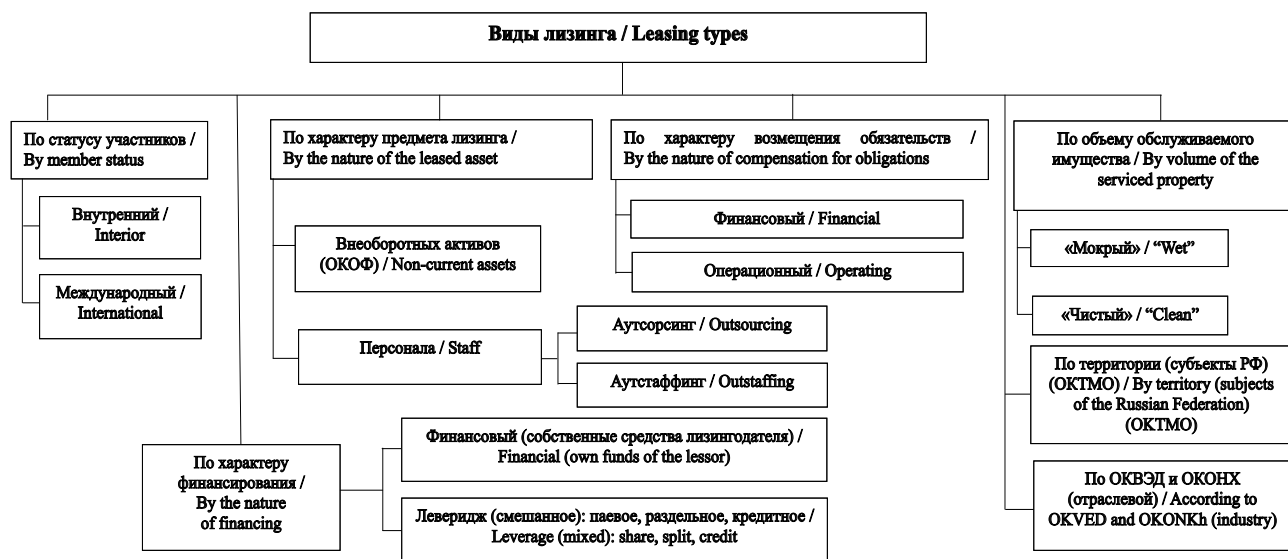 Виды лизинга / Leasing types
По статусу участников /
By member status
Внутренний /
Interior
Международный /
International
По характеру предмета лизинга /
By the nature of the leased asset
Внеоборотных активов
(ОКОФ) / Non-current assets
Персонала / Staff
Аутсорсинг / Outsourcing
Аутстаффинг / Outstaffing
По характеру возмещения обязательств /
By the nature of compensation for obligations
Финансовый / Financial
Операционный / Operating
По объему обслуживаемого
имущества / By volume of the
serviced property
«Мокрый» / “Wet”
«Чистый» / “Clean”
По территории (субъекты РФ)
(ОКТМО) / By territory (subjects
of the Russian Federation)
(OKTMO)
По ОКВЭД и ОКОНХ
(отраслевой) / According to
OKVED and OKONKh (industry)
По характеру
финансирования /
By the nature
of financing
Финансовый (собственные средства лизингодателя) /
Financial (own funds of the lessor)
Леверидж (смешанное): паевое, раздельное, кредитное /
Leverage (mixed): share, split, credit